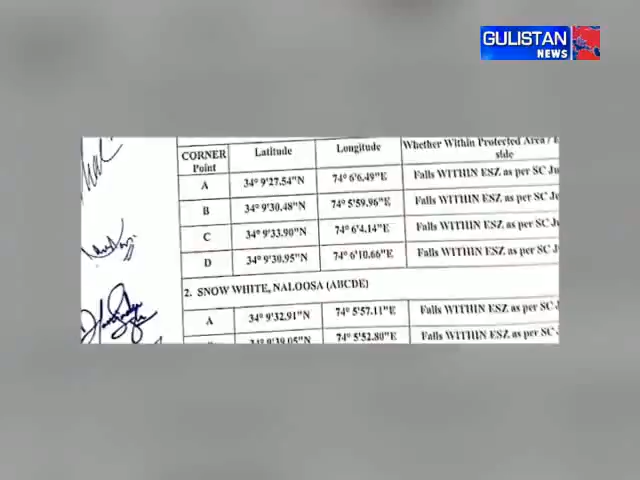 GULISTAN
NEWS
CORNER Point Latitude Longitude Whether Within Protected Area / side
A 34° 9'27.54"N 74° 6'6.49"E Falls WITHIN ESZ as per SC Ju
B 34° 9'30.48"N 74° 5'59.96"E Falls WITHIN ESZ as per SC Ju
C 34° 9'33.90"N 74° 6'4.14"E Falls WITHIN ESZ as per SC Ju
D 34° 9'30.95"N 74° 6'10.66"E Falls WITHIN ESZ as per SC J
2. SNOW WHITE, NALOOSA (ABCDE)
A 34° 9'32.91"N 74° 5'57.11"E Falls WITHIN ESZ as per SC J
74° 5'52.80"E Falls WITHIN ESZ as per SC J